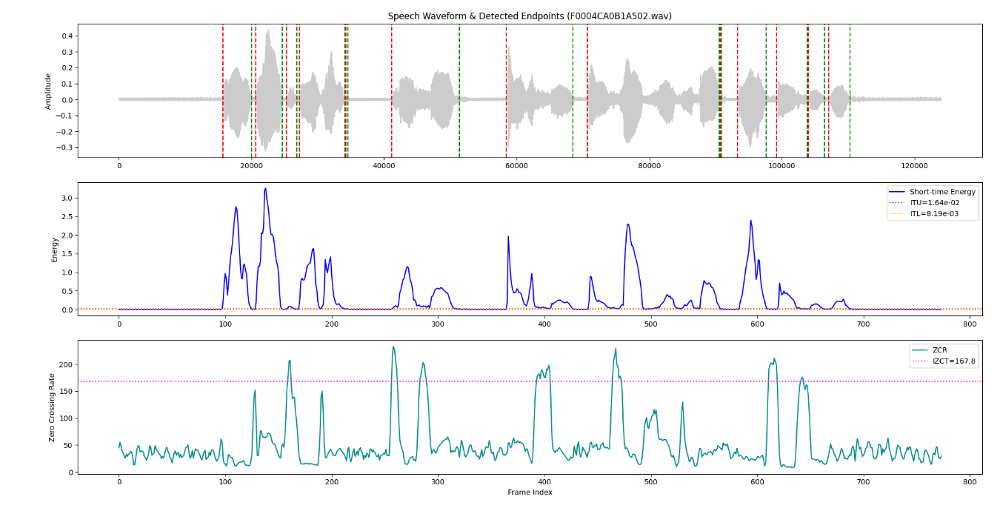 Speech Waveform & Detected Endpoints (F0004CA0B1A502.wav)
Amplitude
0.4
0.3
0.2
0.1
0.0
−0.1
−0.2
−0.3
0 20000 40000 60000 80000 100000 120000
Energy
3.0
2.5
2.0
1.5
1.0
0.5
0.0
Short-time Energy
ITU=1.64e-02
ITL=8.19e-03
0 100 200 300 400 500 600 700 800
Zero Crossing Rate
200
150
100
50
0
ZCR
IZCT=167.8
0 100 200 300 400 500 600 700 800
Frame Index